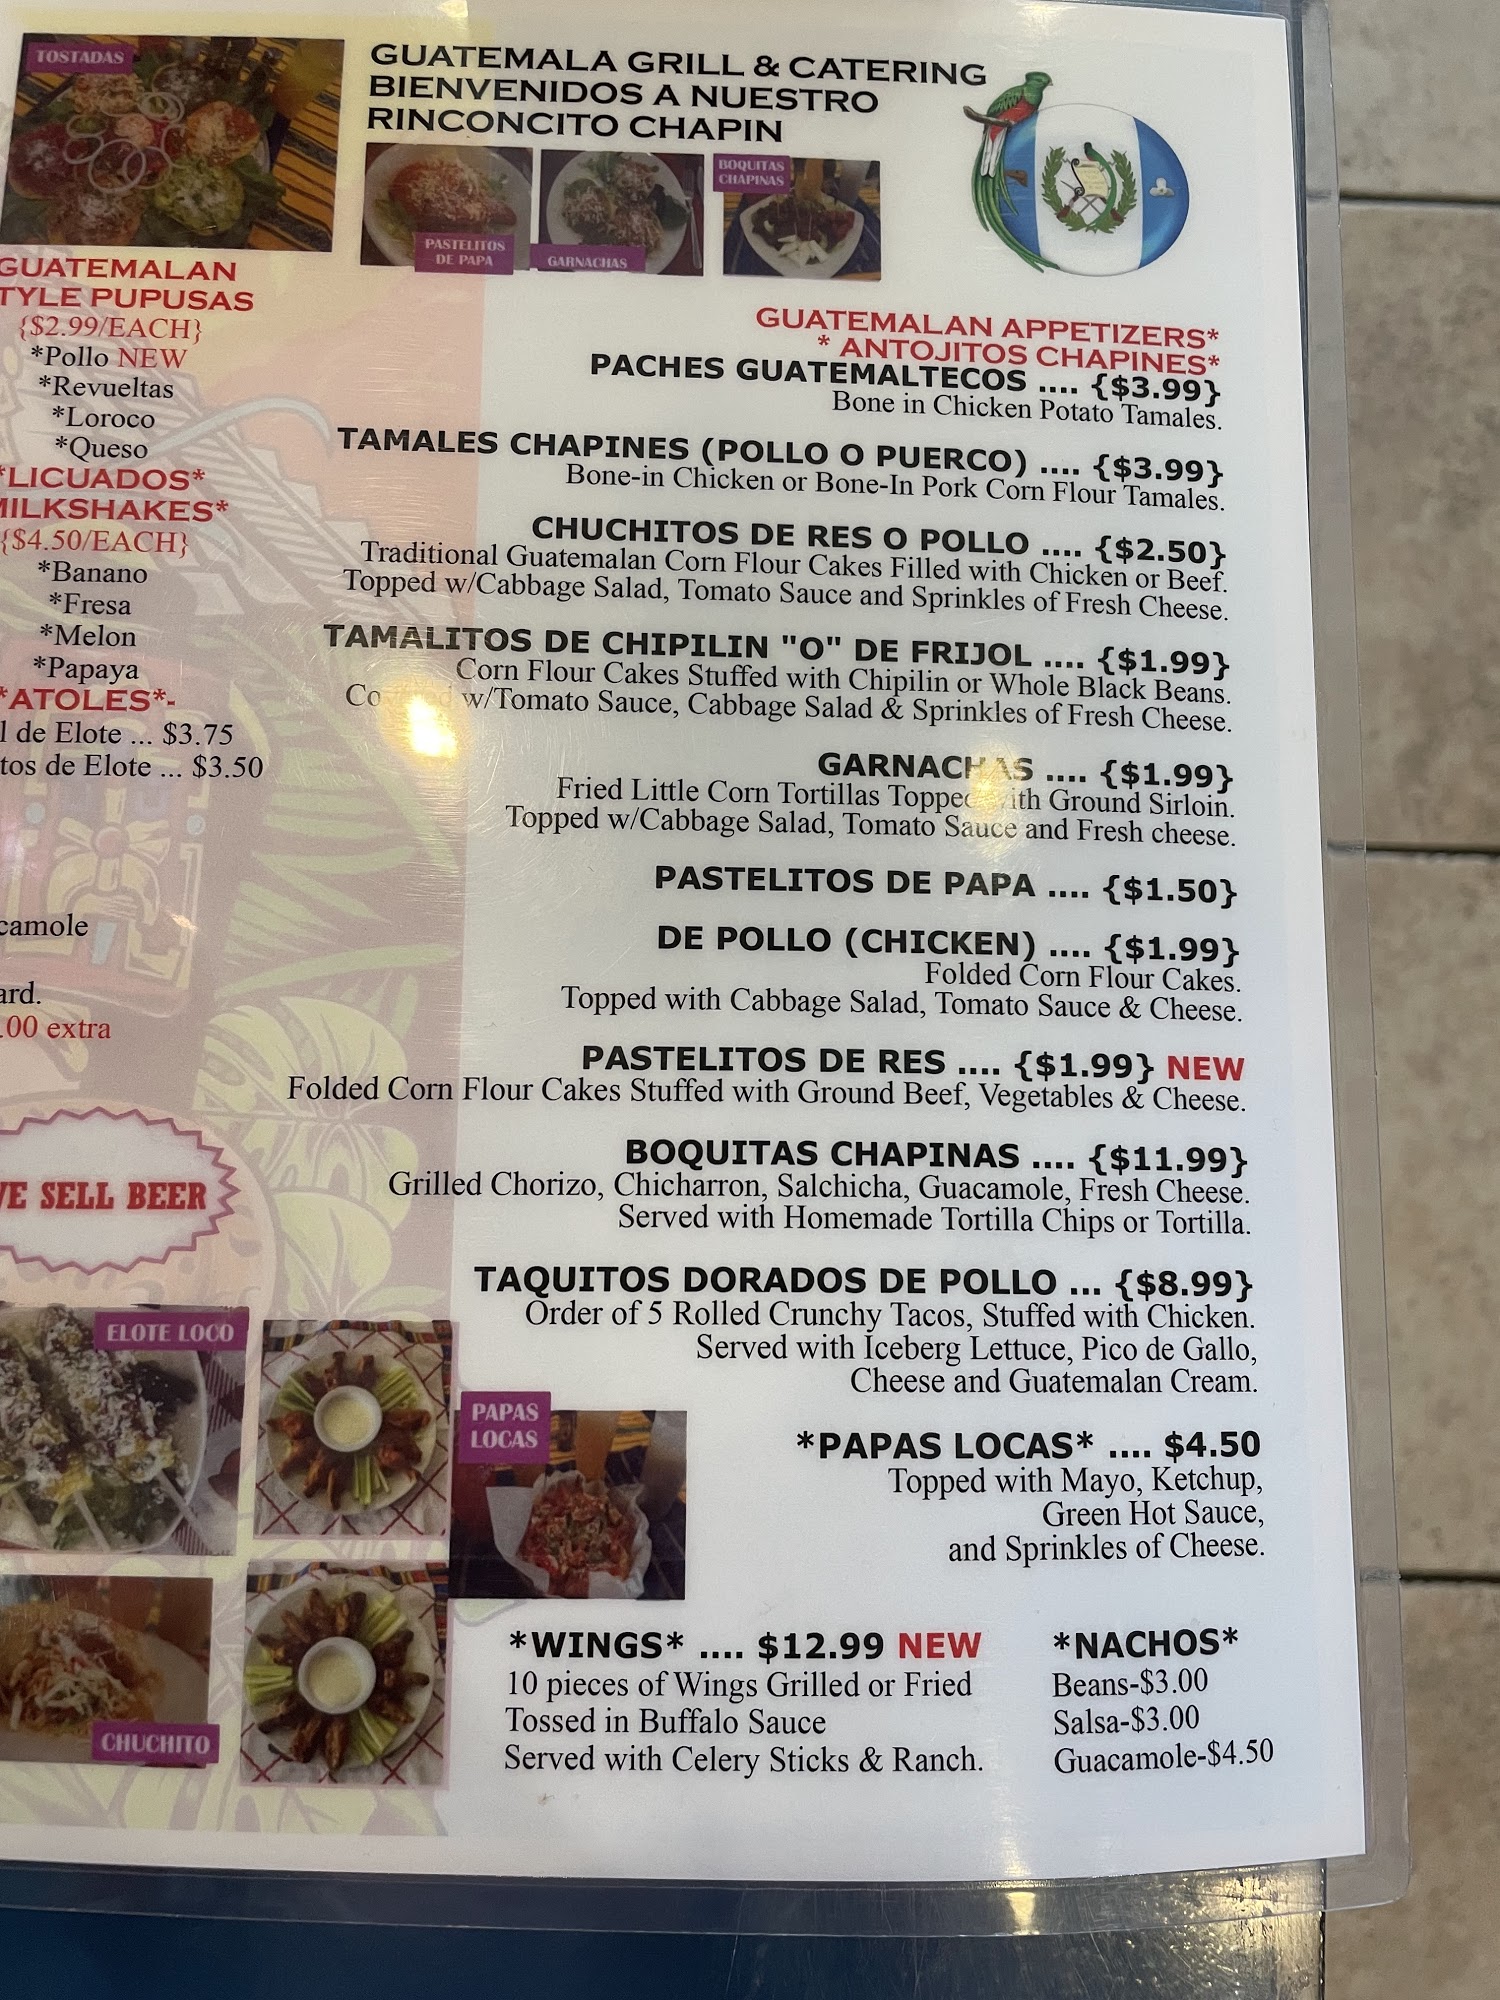 TOSTADAS
GUATEMALA GRILL & CATERING
BIENVENIDOS A NUESTRO
RINCONCITO CHAPIN
PASTELITOS
DE PAPA
GARNACHAS
BOQUITAS
CHAPINAS
GUATEMALAN
TYLE PUPUSAS
{$2.99/EACH}
*Pollo NEW
*Revueltas
*Loroco
*Queso
*LICUADOS*
MILKSHAKES*
{$4.50/EACH}
*Banano
*Fresa
*Melon
*Papaya
*ATOLES*-
l de Elote ... $3.75
tos de Elote ... $3.50
camole
ard.
.00 extra
WE SELL BEER
ELOTE LOCO
CHUCHITO
GUATEMALAN APPETIZERS*
* ANTOJITOS CHAPINES*
PACHES GUATEMALTECOS .... {$3.99}
Bone in Chicken Potato Tamales.
TAMALES CHAPINES (POLLO O PUERCO) .... {$3.99}
Bone-in Chicken or Bone-In Pork Corn Flour Tamales.
CHUCHITOS DE RES O POLLO .... {$2.50}
Traditional Guatemalan Corn Flour Cakes Filled with Chicken or Beef.
Topped w/Cabbage Salad, Tomato Sauce and Sprinkles of Fresh Cheese.
TAMALITOS DE CHIPILIN "O" DE FRIJOL .... {$1.99}
Corn Flour Cakes Stuffed with Chipilin or Whole Black Beans.
w/Tomato Sauce, Cabbage Salad & Sprinkles of Fresh Cheese.
GARNACHAS .... {$1.99}
Fried Little Corn Tortillas Topped with Ground Sirloin.
Topped w/Cabbage Salad, Tomato Sauce and Fresh cheese.
PASTELITOS DE PAPA .... {$1.50}
DE POLLO (CHICKEN) .... {$1.99}
Folded Corn Flour Cakes.
Topped with Cabbage Salad, Tomato Sauce & Cheese.
PASTELITOS DE RES .... {$1.99} NEW
Folded Corn Flour Cakes Stuffed with Ground Beef, Vegetables & Cheese.
BOQUITAS CHAPINAS .... {$11.99}
Grilled Chorizo, Chicharron, Salchicha, Guacamole, Fresh Cheese.
Served with Homemade Tortilla Chips or Tortilla.
TAQUITOS DORADOS DE POLLO ... {$8.99}
Order of 5 Rolled Crunchy Tacos, Stuffed with Chicken.
Served with Iceberg Lettuce, Pico de Gallo,
Cheese and Guatemalan Cream.
PAPAS
LOCAS
*PAPAS LOCAS* .... $4.50
Topped with Mayo, Ketchup,
Green Hot Sauce,
and Sprinkles of Cheese.
*WINGS* .... $12.99 NEW
10 pieces of Wings Grilled or Fried
Tossed in Buffalo Sauce
Served with Celery Sticks & Ranch.
*NACHOS*
Beans-$3.00
Salsa-$3.00
Guacamole-$4.50